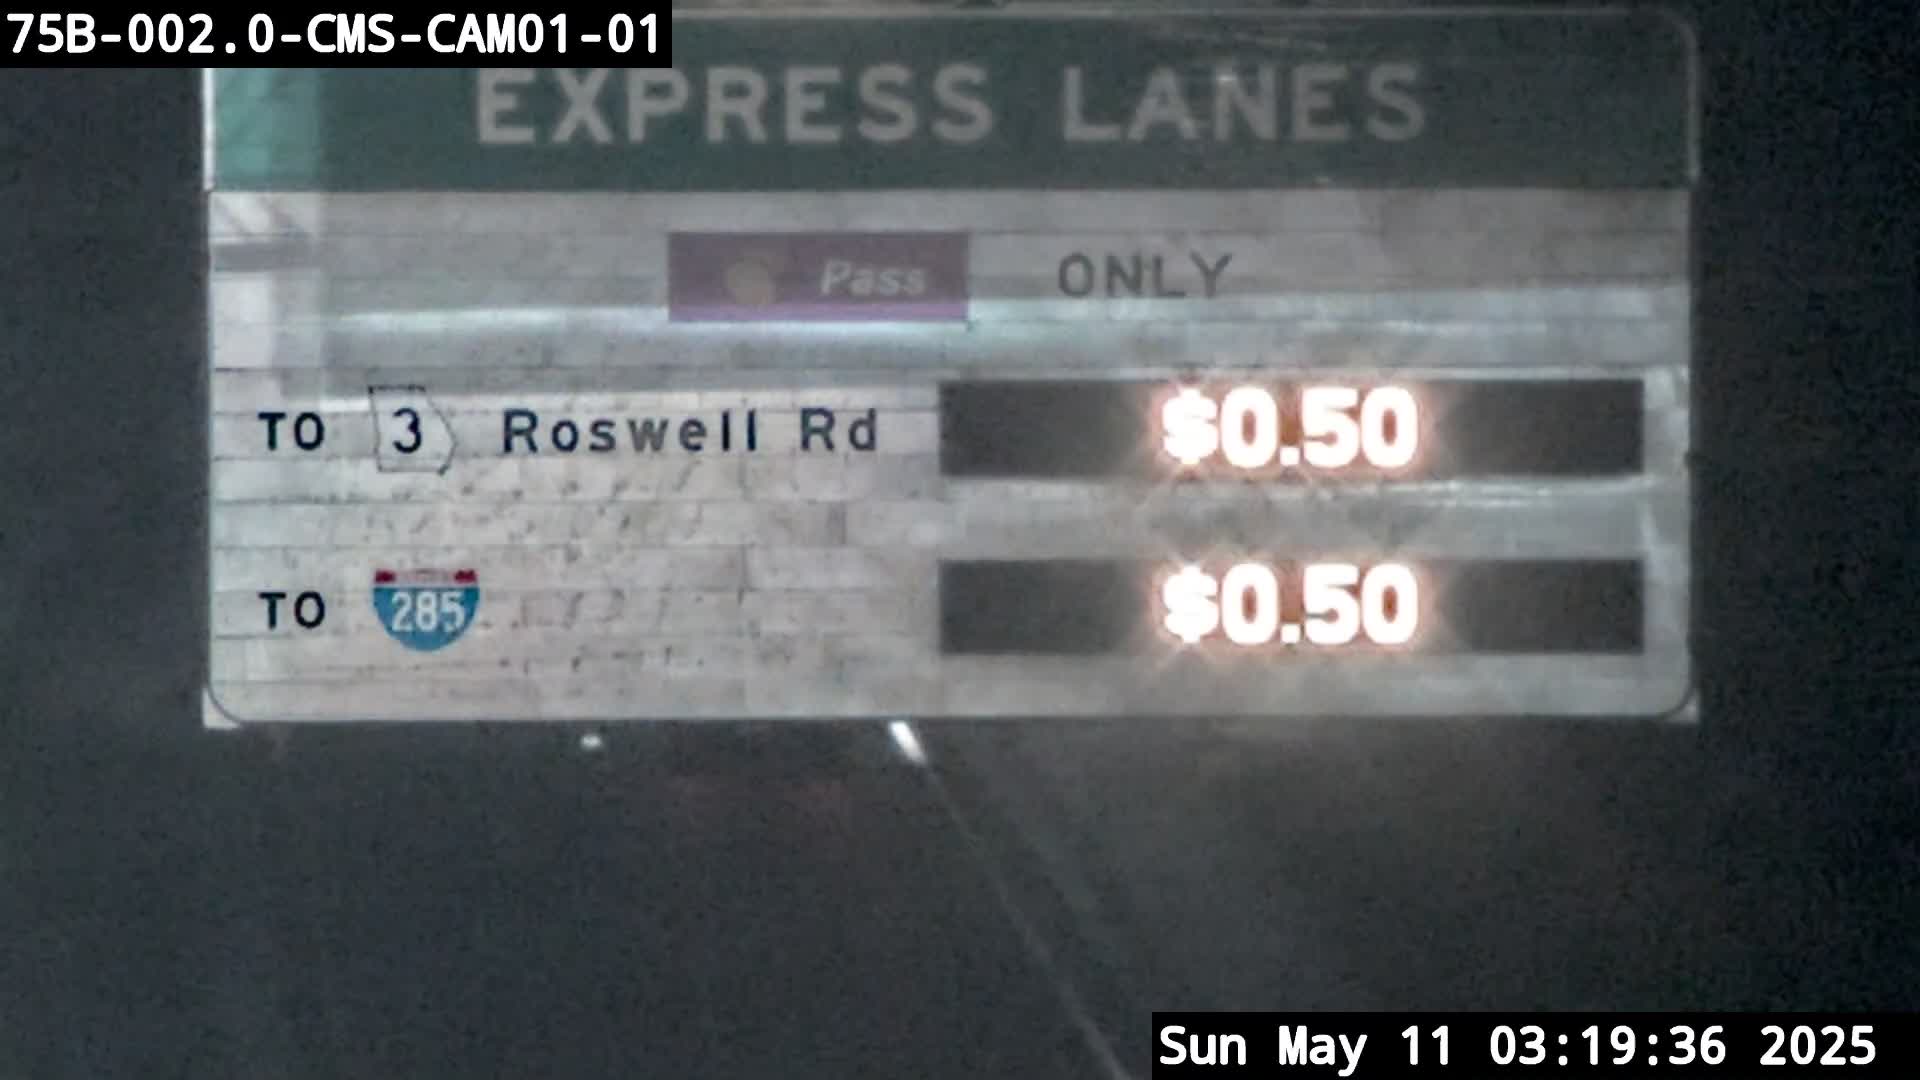 75B-002.0-CMS-CAM01-01
EXPRESS LANES
Pass ONLY
TO 3 Roswell Rd $0.50
TO 285 $0.50
Sun May 11 03:19:36 2025